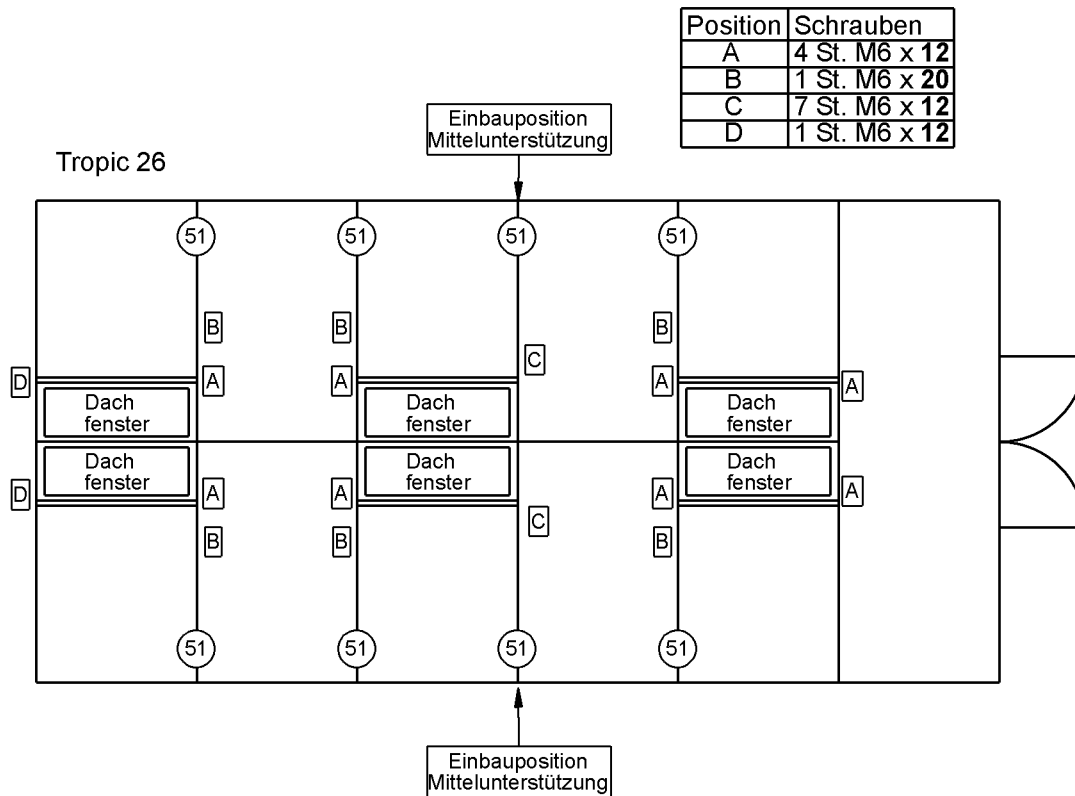 Position Schrauben
A 4 St. M6 x 12
B 1 St. M6 x 20
C 7 St. M6 x 12
D 1 St. M6 x 12
Einbauposition
Mittelunterstützung
Tropic 26
51 51 51 51
B B B
C
D A A A A
Dach Dach Dach
fenster fenster fenster
Dach Dach Dach
fenster fenster fenster
D A A A A
C
B B B
51 51 51 51
Einbauposition
Mittelunterstützung